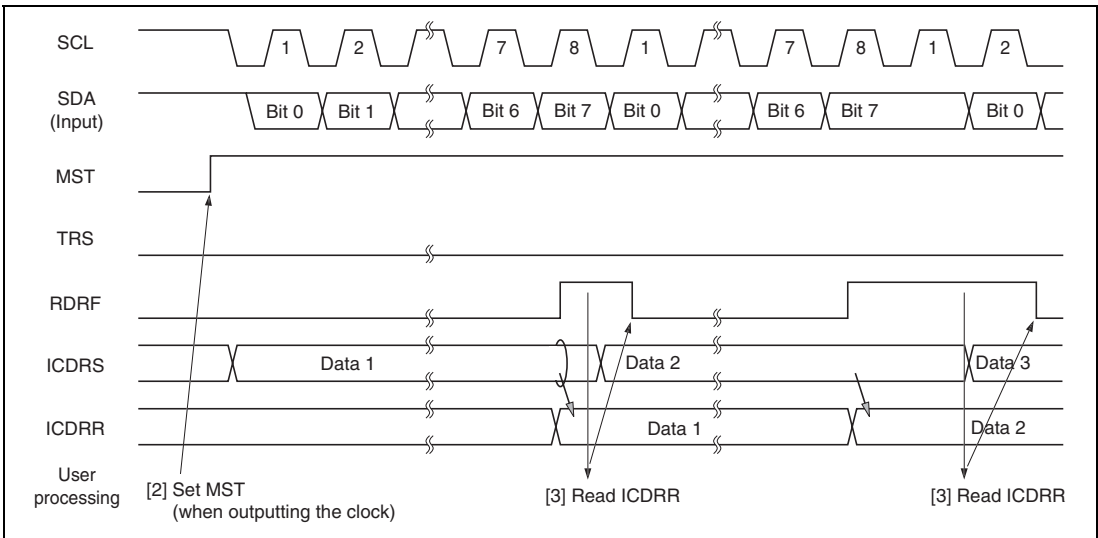 SCL 1 2 7 8 1 7 8 1 2
SDA
(Input)
Bit 0 Bit 1 Bit 6 Bit 7 Bit 0 Bit 6 Bit 7 Bit 0
MST
TRS
RDRF
ICDRS Data 1 Data 2 Data 3
ICDRR Data 1 Data 2
User
processing
[2] Set MST
(when outputting the clock)
[3] Read ICDRR
[3] Read ICDRR